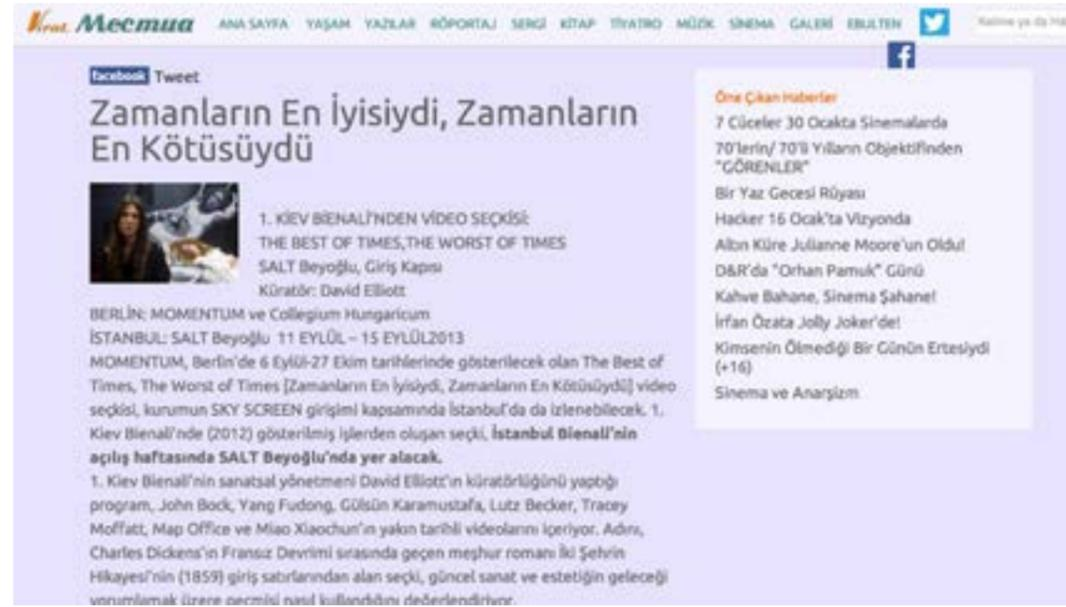 Viral Mecmua ANA SAYFA YAŞAM YAZILAR RÖPORTAJ SERGİ KİTAP TİYATRO MÜZİK SİNEMA GALERİ EBULTEN
facebook Tweet
Zamanların En İyisiydi, Zamanların
En Kötüsüydü
1. KİEV BİENALİ'NDEN VİDEO SEÇKİSİ:
THE BEST OF TIMES,THE WORST OF TIMES
SALT Beyoğlu, Giriş Kapısı
Küratör: David Elliott
BERLİN: MOMENTUM ve Collegium Hungaricum
İSTANBUL: SALT Beyoğlu 11 EYLÜL – 15 EYLÜL2013
MOMENTUM, Berlin'de 6 Eylül-27 Ekim tarihlerinde gösterilecek olan The Best of
Times, The Worst of Times [Zamanların En İyisiydi, Zamanların En Kötüsüydü] video
seçkisi, kurumun SKY SCREEN girişimi kapsamında İstanbul'da da izlenebilecek. 1.
Kiev Bienali'nde (2012) gösterilmiş işlerden oluşan seçki, İstanbul Bienali'nin
açılış haftasında SALT Beyoğlu'nda yer alacak.
1. Kiev Bienali'nin sanatsal yönetmeni David Elliott'ın küratörlüğünü yaptığı
program, John Bock, Yang Fudong, Gülsün Karamustafa, Lutz Becker, Tracey
Moffatt, Map Office ve Miao Xiaochun'ın yakın tarihli videolarını içeriyor. Adını,
Charles Dickens'ın Fransız Devrimi sırasında geçen meşhur romanı İki Şehrin
Hikayesi'nin (1859) giriş satırlarından alan seçki, güncel sanat ve estetiğin geleceği
yorumlamak üzere geçmişi nasıl kullandığını değerlendiriyor.
Öne Çıkan Haberler
7 Cüceler 30 Ocakta Sinemalarda
70'lerin/ 70'li Yılların Objektifinden
"GÖRENLER"
Bir Yaz Gecesi Rüyası
Hacker 16 Ocak'ta Vizyonda
Altın Küre Julianne Moore'un Oldu!
D&R'da "Orhan Pamuk" Günü
Kahve Bahane, Sinema Şahane!
İrfan Özata Jolly Joker'de!
Kimsenin Ölmediği Bir Günün Ertesiydi
(+16)
Sinema ve Anarşizm